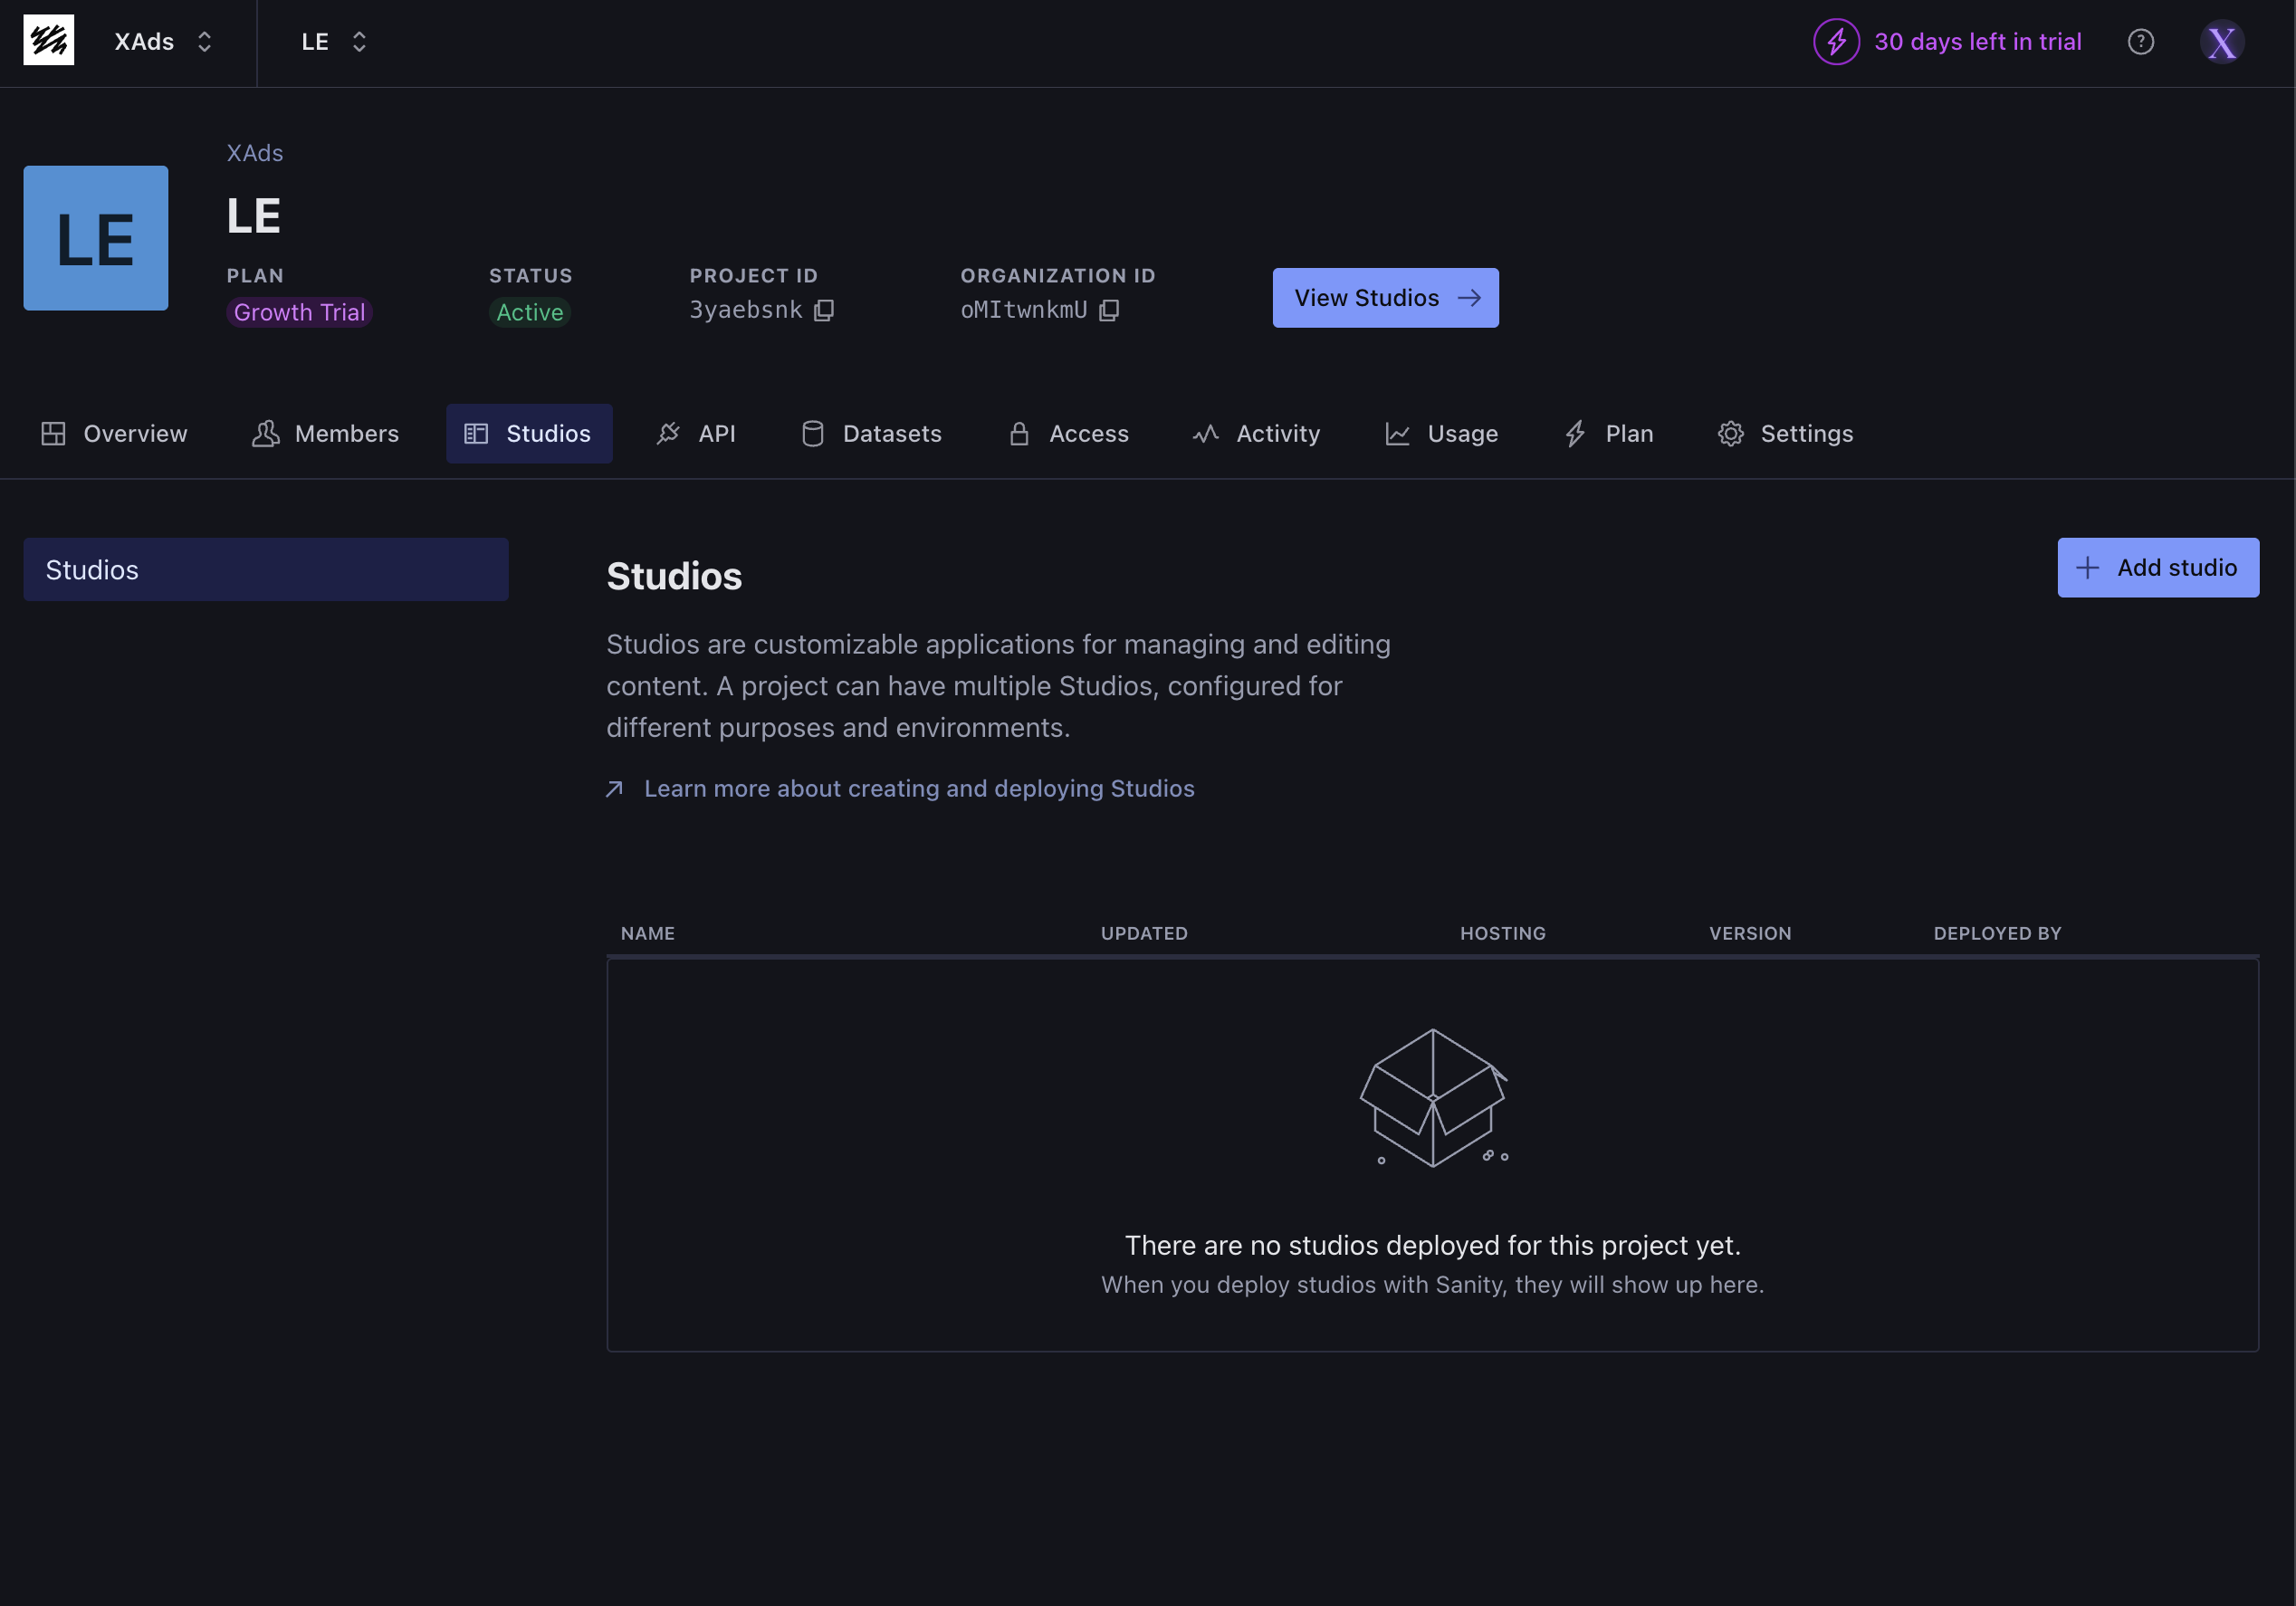 XAds
LE
30 days left in trial
?
X
XAds
LE
LE
PLAN
STATUS
PROJECT ID
ORGANIZATION ID
Growth Trial
Active
3yaebsnk
oMItwnkmU
View Studios
Overview
Members
Studios
API
Datasets
Access
Activity
Usage
Plan
Settings
Studios
Studios
Add studio
Studios are customizable applications for managing and editing
content. A project can have multiple Studios, configured for
different purposes and environments.
Learn more about creating and deploying Studios
NAME
UPDATED
HOSTING
VERSION
DEPLOYED BY
There are no studios deployed for this project yet.
When you deploy studios with Sanity, they will show up here.